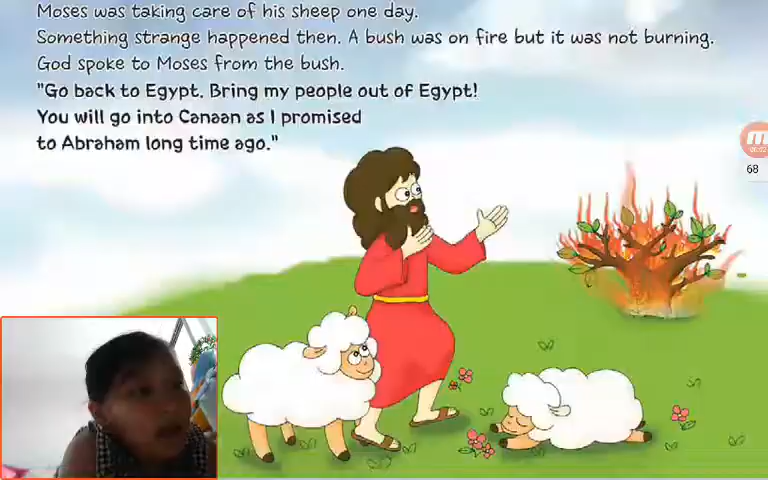 Moses was taking care of his sheep one day.
Something strange happened then. A bush was on fire but it was not burning.
God spoke to Moses from the bush.
"Go back to Egypt. Bring my people out of Egypt!
You will go into Canaan as I promised
to Abraham long time ago."
68